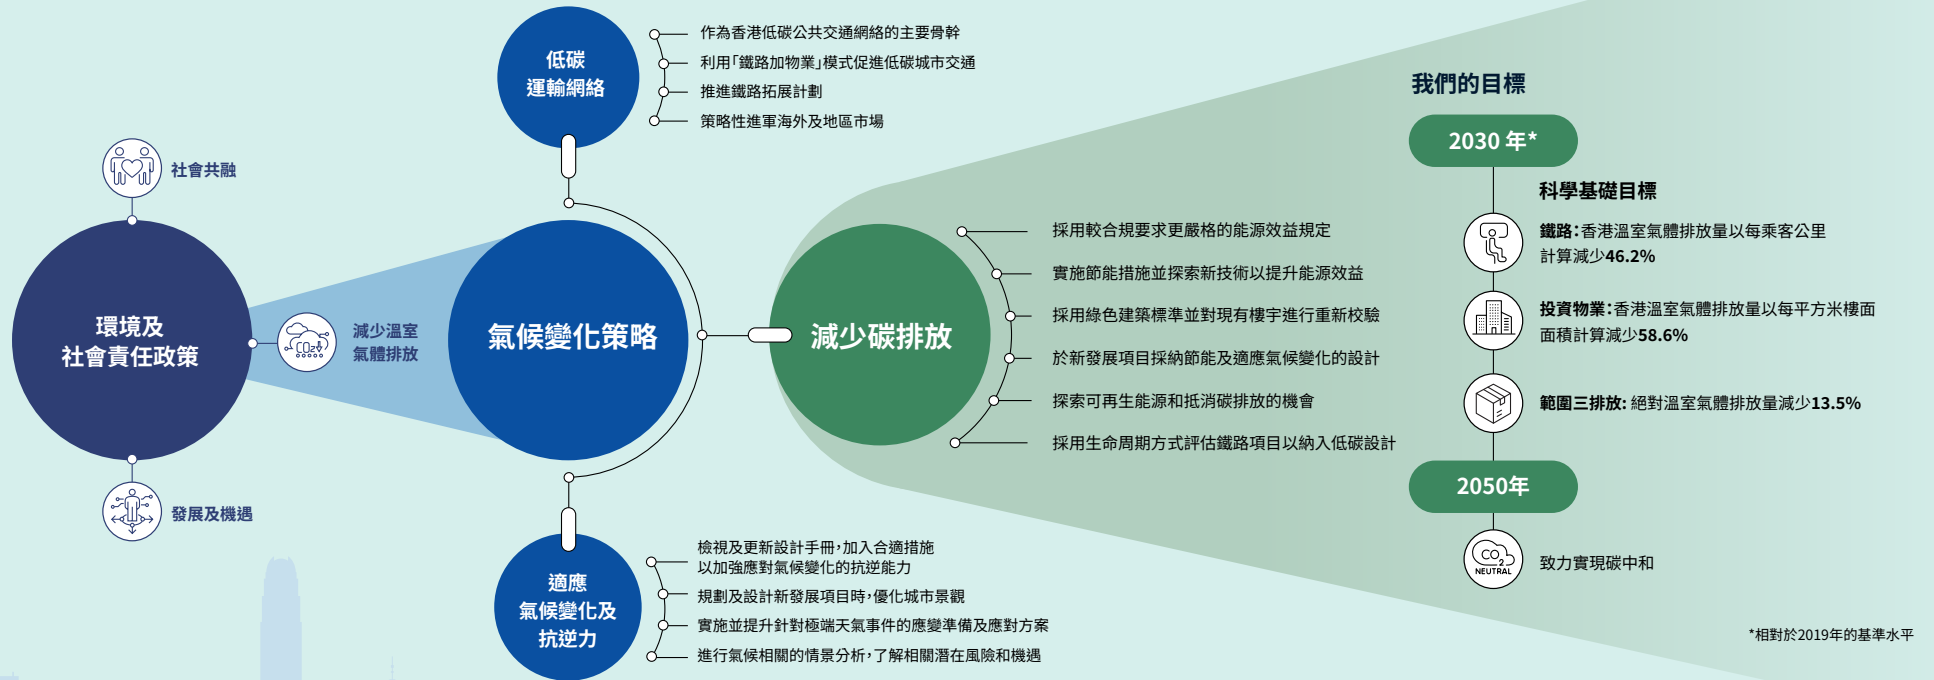 社會共融
環境及
社會責任政策
發展及機遇
減少溫室
氣體排放
氣候變化策略
低碳
運輸網絡
作為香港低碳公共交通網絡的主要骨幹
利用「鐵路加物業」模式促進低碳城市交通
推進鐵路拓展計劃
策略性進軍海外及地區市場
減少碳排放
採用較合規要求更嚴格的能源效益規定
實施節能措施並探索新技術以提升能源效益
採用綠色建築標準並對現有樓宇進行重新校驗
於新發展項目採納節能及適應氣候變化的設計
探索可再生能源和抵消碳排放的機會
採用生命周期方式評估鐵路項目以納入低碳設計
適應
氣候變化及
抗逆力
檢視及更新設計手冊，加入合適措施
以加強應對氣候變化的抗逆能力
規劃及設計新發展項目時，優化城市景觀
實施並提升針對極端天氣事件的應變準備及應對方案
進行氣候相關的情景分析，了解相關潛在風險和機遇
我們的目標
2030 年*
科學基礎目標
鐵路：香港溫室氣體排放量以每乘客公里
計算減少46.2%
投資物業：香港溫室氣體排放量以每平方米樓面
面積計算減少58.6%
範圍三排放: 絕對溫室氣體排放量減少13.5%
2050年
致力實現碳中和
CO2
CO2
NEUTRAL
*相對於2019年的基準水平